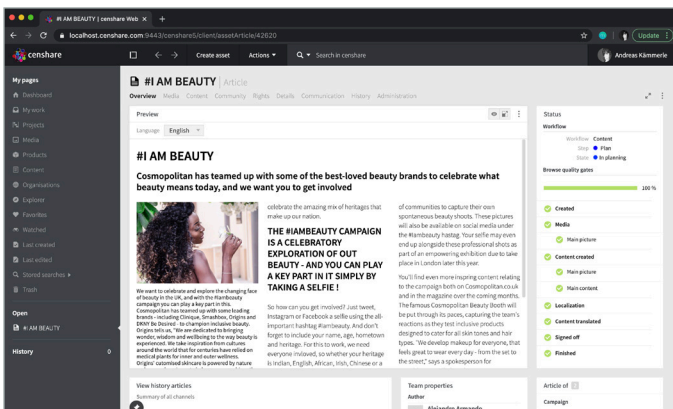 #I AM BEAUTY | censhare Web
localhost.censhare.com:9443/censhare5/client/assetArticle/42620
Update
censhare
Create asset
Actions
Search in censhare
Andreas Kämmerle
My pages
Dashboard
My work
Projects
Media
Products
Content
Organisations
Explorer
Favorites
Watched
Last created
Last edited
Stored searches
Trash
Open
#I AM BEAUTY
History 0
#I AM BEAUTY | Article
Overview Media Content Community Rights Details Communication History Administration
Preview
Language English
#I AM BEAUTY
Cosmopolitan has teamed up with some of the best-loved beauty brands to celebrate what
beauty means today, and we want you to get involved
We want to celebrate and explore the changing face
of beauty in the UK, and with the #iambeauty
campaign you can play a key part in this.
Cosmopolitan has teamed up with some leading
brands - including Clinique, Smashbox, Origins and
DKNY Be Desired - to champion inclusive beauty.
Origins tell us, "We are dedicated to bringing
wonder, wisdom and wellbeing to the way beauty is
experienced. We take inspiration from cultures
around the world that for centuries have relied on
medical plants for inner and outer wellness.
Origins' customised skincare is powered by nature
celebrate the amazing mix of heritages that
make up our nation.
THE #IAMBEAUTY CAMPAIGN
IS A CELEBRATORY
EXPLORATION OF OUT
BEAUTY - AND YOU CAN PLAY
A KEY PART IN IT SIMPLY BY
TAKING A SELFIE !
So how can you get involved? Just tweet,
Instagram or Facebook a selfie using the all-
important hashtag #iambeauty. And don't
forget to include your name, age, hometown
and heritage. For this to work, we need
everyone invloved, so whether your heritage
is Indian, English, African, Irish, Chinese or a
of communities to capture their own
spontaneous beauty shoots. These pictures
will also be available on social media under
the #Iambeauty hastag. Your selfie may even
end up alongside these professional shots as
part of an empowering exhibition due to take
place in London later this year.
You'll find even more inspring content relating
to the campaign both on Cosmopolitan.co.uk
and in the magazine over the coming months.
The famous Cosmopolitan Beauty Booth will
be put through its paces, capturing the team's
reactions as they test inclusive products
designed to cater for all skin tones and hair
types. "We develop makeup for everyone, that
feels great to wear every day - from the set to
the street," says a spokesperson for
Status
Workflow
Workflow Content
Step Plan
State In planning
Browse quality gates
100 %
Created
Media
Main picture
Content created
Main picture
Main content
Localization
Content translated
Signed off
Finished
View history articles
Summary of all channels
Team properties
Author
Alejandro Armando
Article of
Campaign